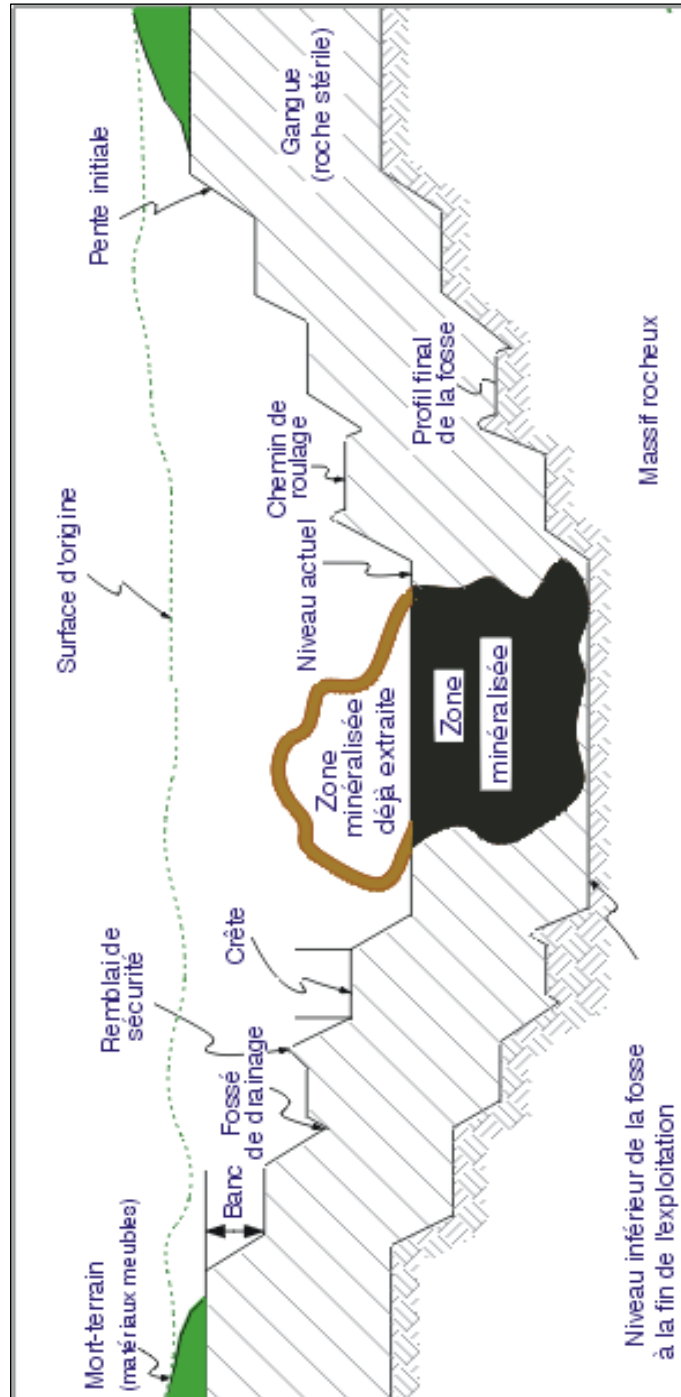 Surface d'origine
Mort-terrain
(matériaux meubles)
Remblai de
sécurité
Pente initiale
Banc
Fossé
de drainage
Crête
Zone
minéralisée
déjà extraite
Niveau actuel
Chemin de
roulage
Gangue
(roche stérile)
Zone
minéralisée
Profil final
de la fosse
Niveau inférieur de la fosse
à la fin de l'exploitation
Massif rocheux